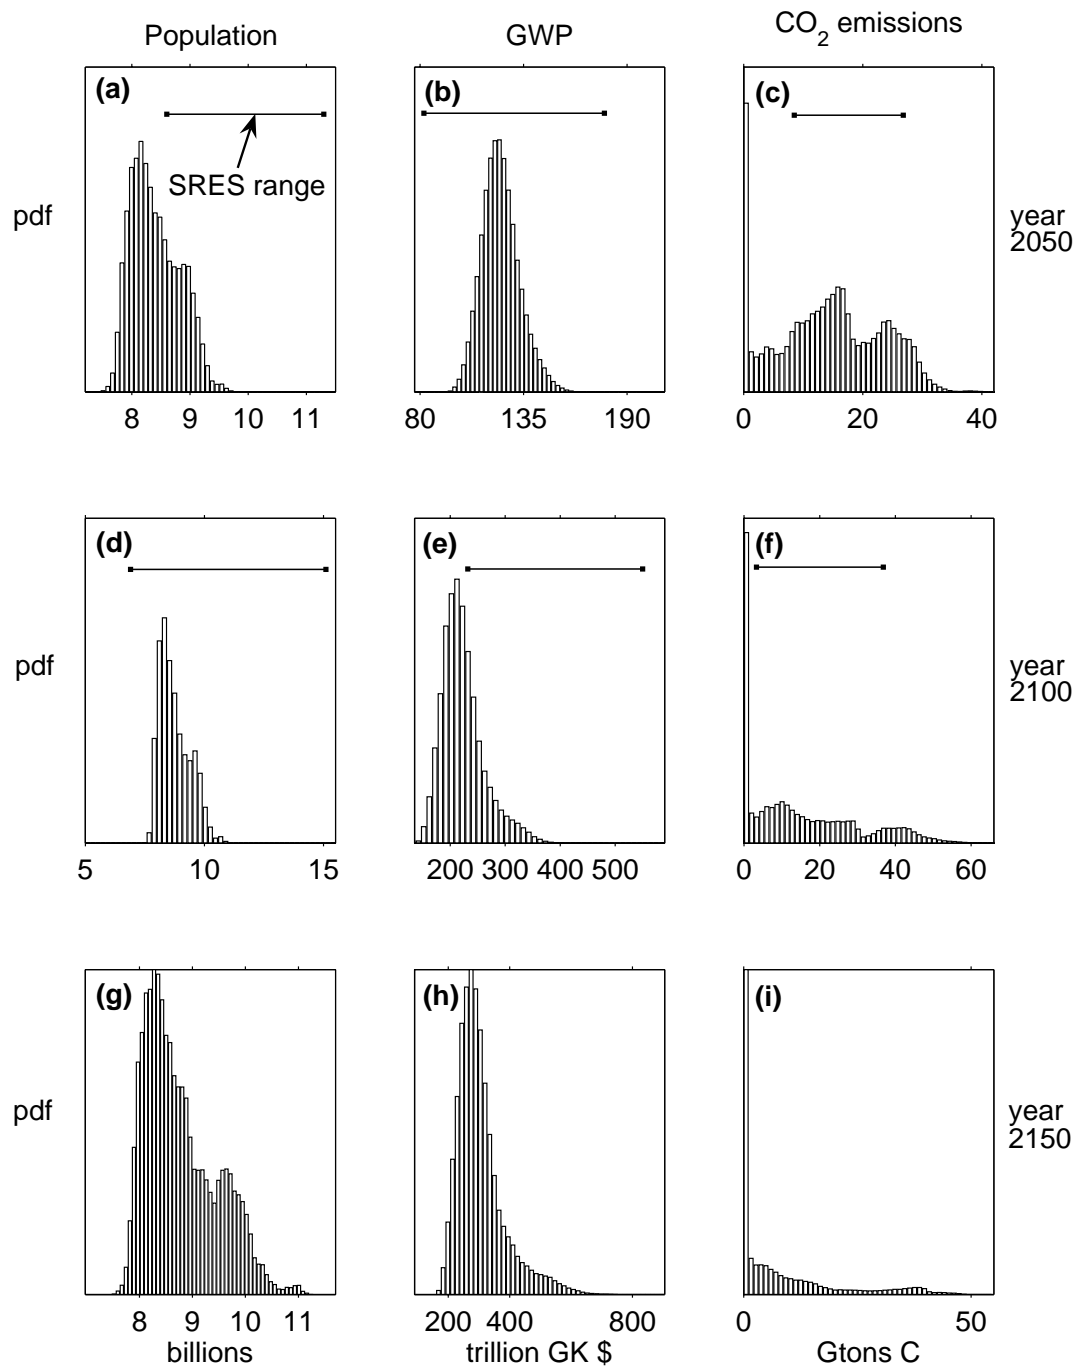 Population
GWP
CO2 emissions
(a)
(b)
(c)
SRES range
pdf
year
2050
8 9 10 11
80 135 190
0 20 40
(d)
(e)
(f)
pdf
year
2100
5 10 15
200 300 400 500
0 20 40 60
(g)
(h)
(i)
pdf
year
2150
8 9 10 11
200 400 800
0 50
billions
trillion GK $
Gtons C